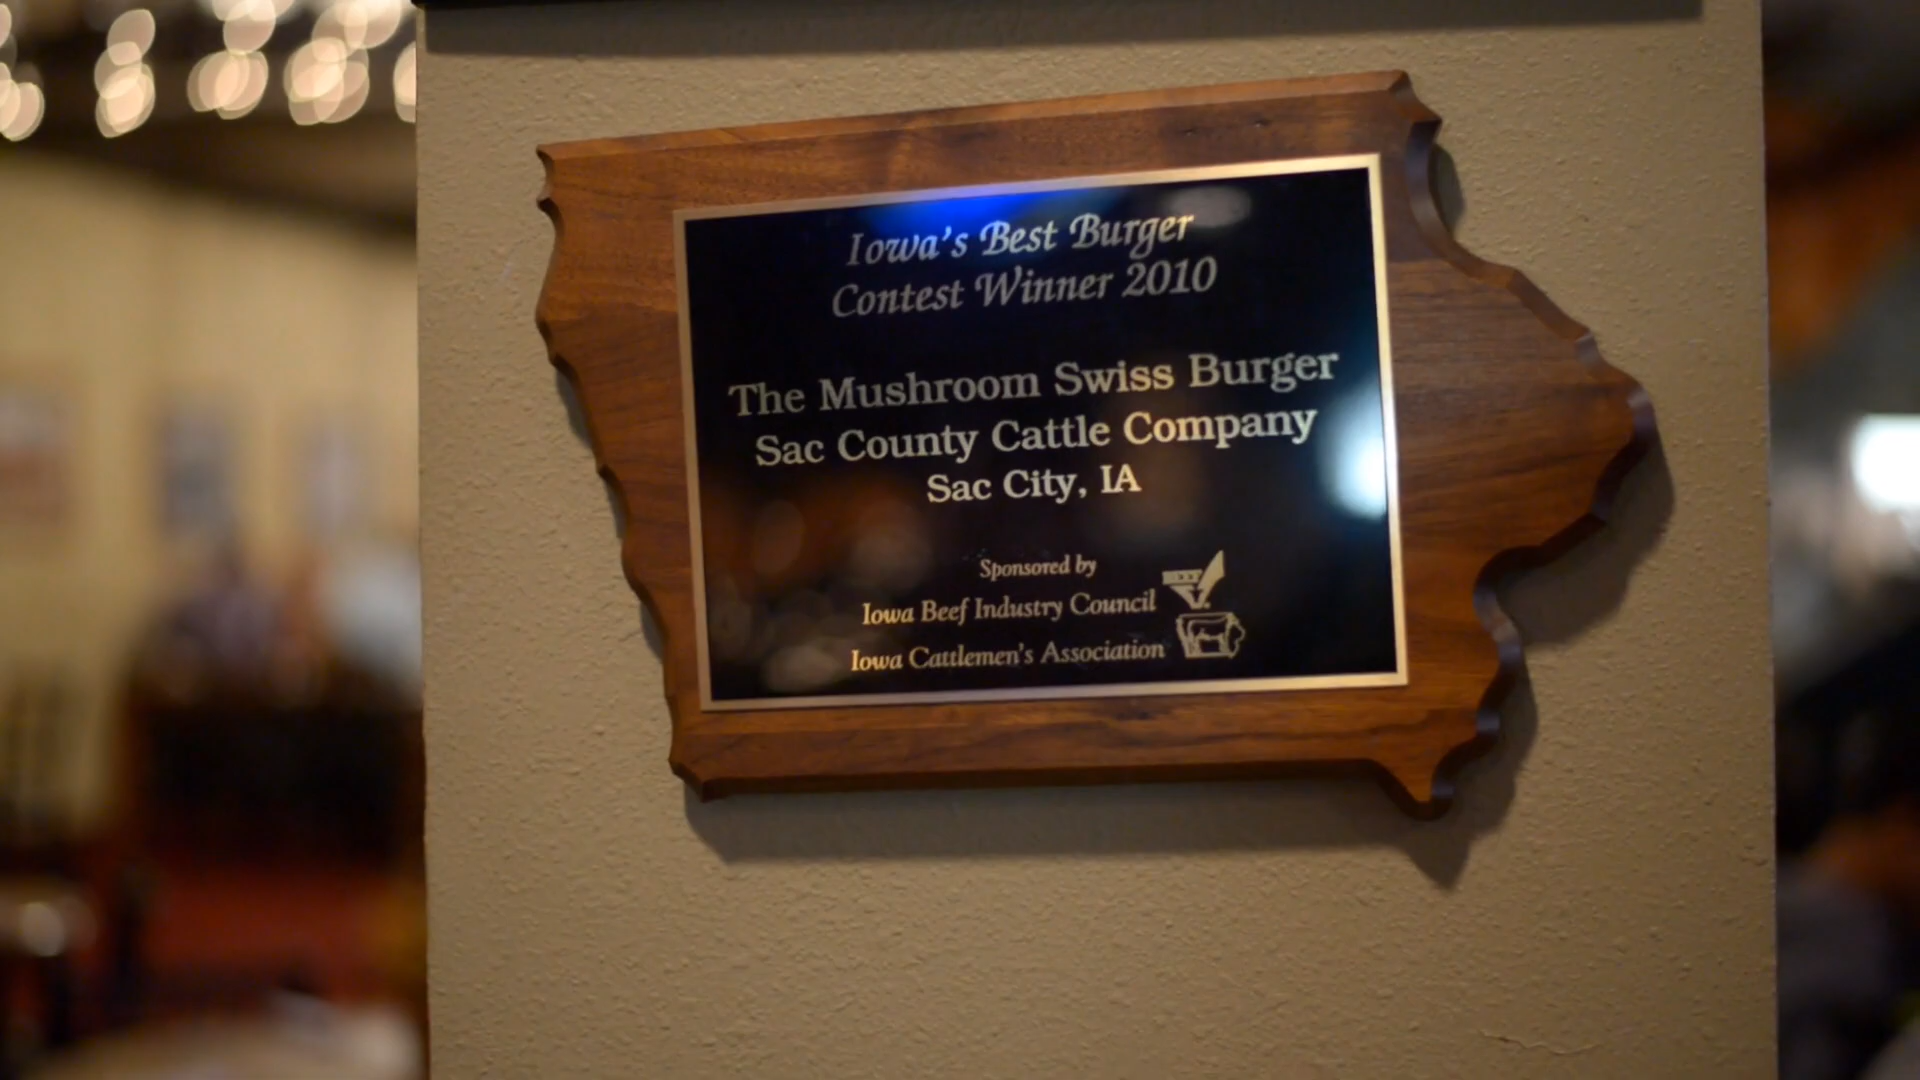 Iowa's Best Burger
Contest Winner 2010
The Mushroom Swiss Burger
Sac County Cattle Company
Sac City, IA
Sponsored by
BEEF
Iowa Beef Industry Council
Iowa Cattlemen's Association